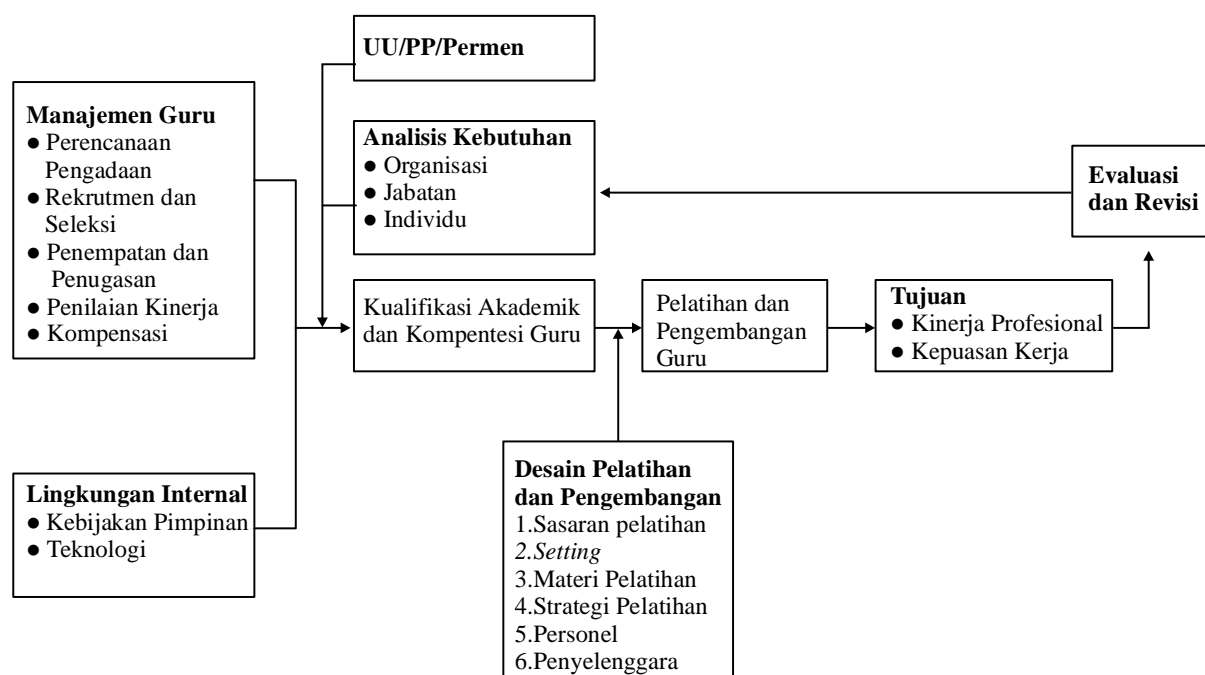 UU/PP/Permen
Manajemen Guru
● Perencanaan
Pengadaan
● Rekrutmen dan
Seleksi
● Penempatan dan
Penugasan
● Penilaian Kinerja
● Kompensasi
Analisis Kebutuhan
● Organisasi
● Jabatan
● Individu
Evaluasi
dan Revisi
Kualifikasi Akademik
dan Kompentesi Guru
Pelatihan dan
Pengembangan
Guru
Tujuan
● Kinerja Profesional
● Kepuasan Kerja
Lingkungan Internal
● Kebijakan Pimpinan
● Teknologi
Desain Pelatihan
dan Pengembangan
1.Sasaran pelatihan
2.Setting
3.Materi Pelatihan
4.Strategi Pelatihan
5.Personel
6.Penyelenggara